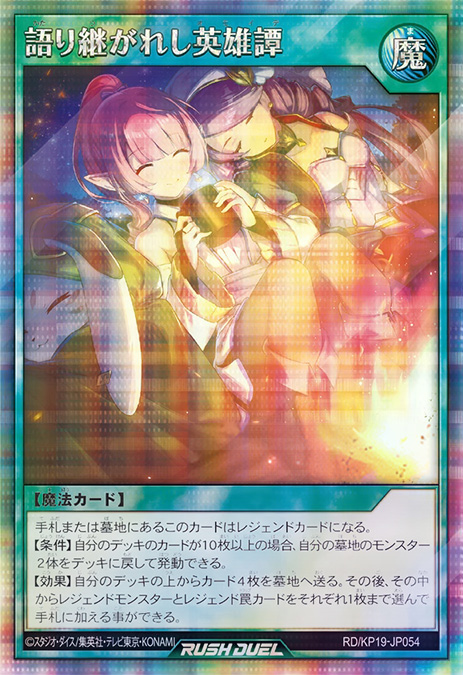 語り継がれし英雄譚
魔
【魔法カード】
手札または墓地にあるこのカードはレジェンドカードになる。
【条件】自分のデッキのカードが10枚以上の場合、自分の墓地のモンスター
2体をデッキに戻して発動できる。
【効果】自分のデッキの上からカード4枚を墓地へ送る。その後、その中
からレジェンドモンスターとレジェンド罠カードをそれぞれ1枚まで選んで
手札に加える事ができる。
©スタジオ・ダイス/集英社・テレビ東京・KONAMI
RUSH DUEL
RD/KP19-JP054